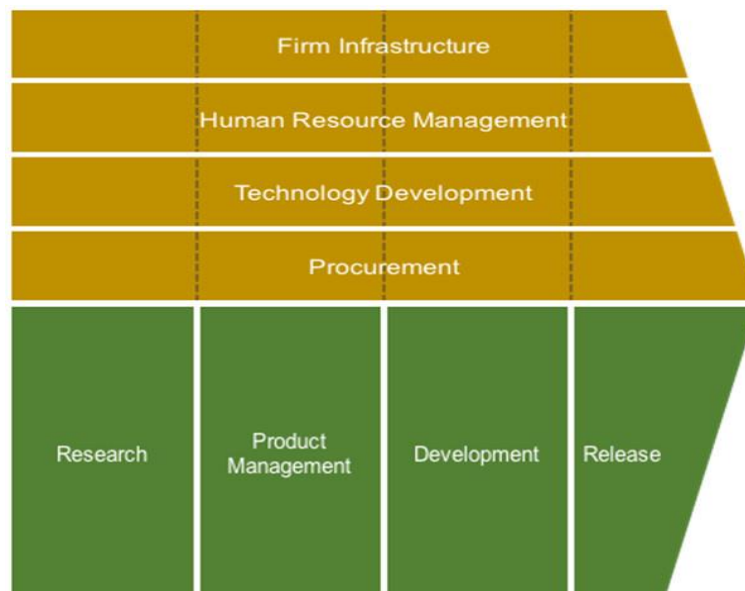 Firm Infrastructure
Human Resource Management
Technology Development
Procurement
Research
Product
Management
Development
Release